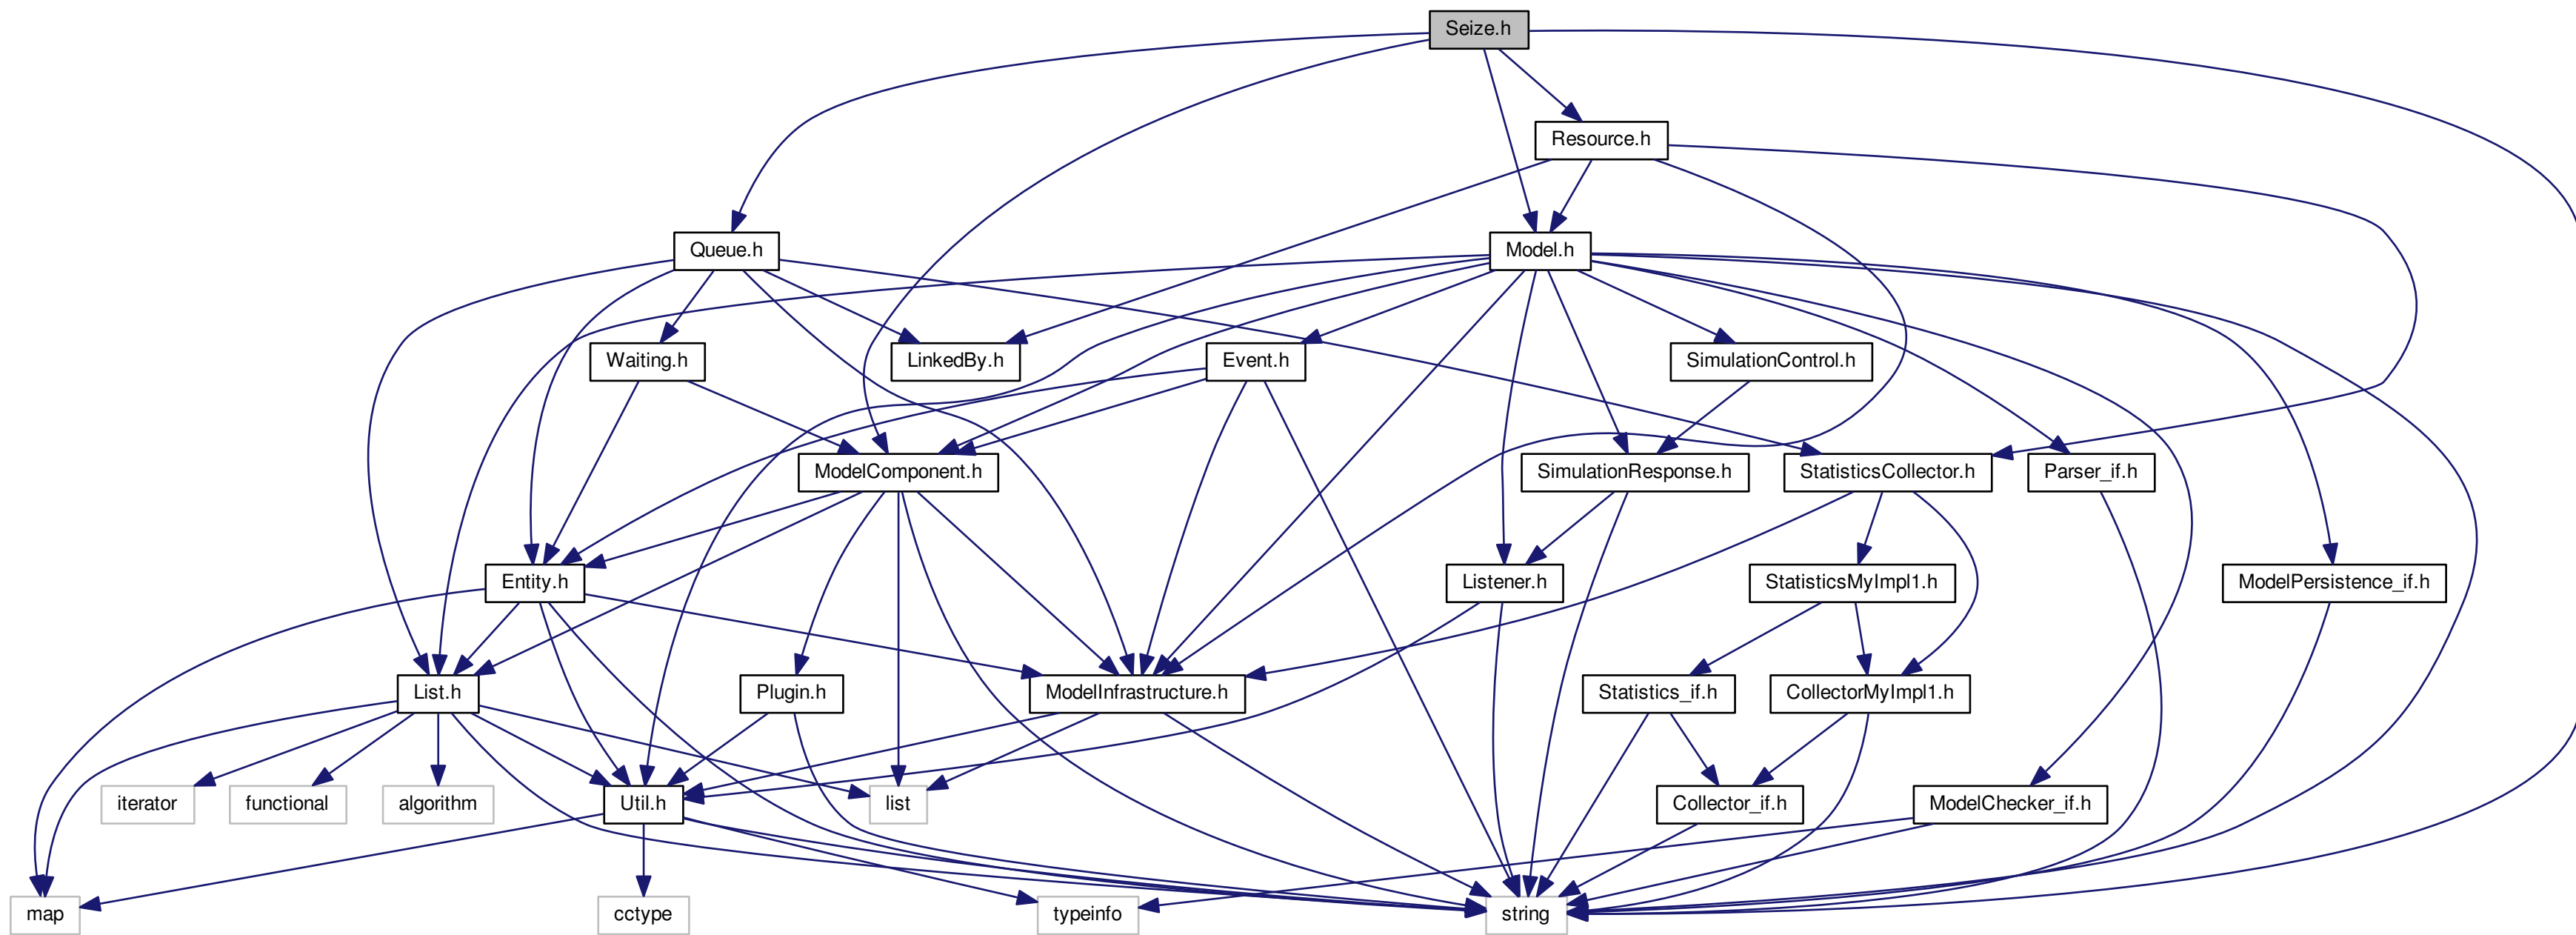 Seize.h
Resource.h
Queue.h
Model.h
Waiting.h
LinkedBy.h
Event.h
SimulationControl.h
ModelComponent.h
SimulationResponse.h
StatisticsCollector.h
Parser_if.h
Entity.h
Listener.h
StatisticsMyImpl1.h
ModelPersistence_if.h
List.h
Plugin.h
ModelInfrastructure.h
Statistics_if.h
CollectorMyImpl1.h
iterator
functional
algorithm
Util.h
list
Collector_if.h
ModelChecker_if.h
map
cctype
typeinfo
string